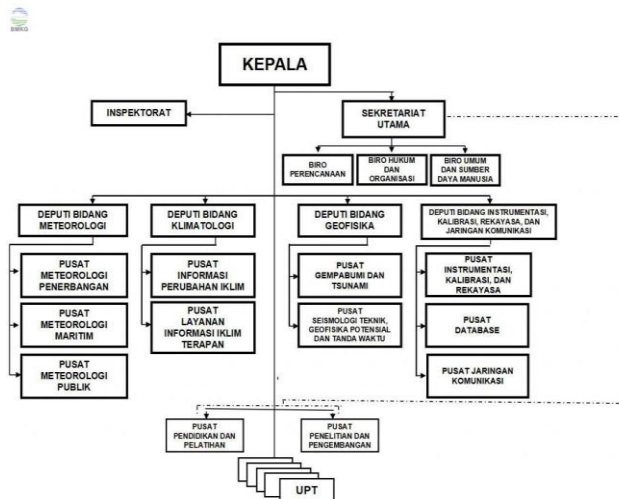 BMKG
KEPALA
INSPEKTORAT
SEKRETARIAT
UTAMA
BIRO
PERENCANAAN
BIRO HUKUM
DAN
ORGANISASI
BIRO UMUM
DAN SUMBER
DAYA MANUSIA
DEPUTI BIDANG
METEOROLOGI
DEPUTI BIDANG
KLIMATOLOGI
DEPUTI BIDANG
GEOFISIKA
DEPUTI BIDANG INSTRUMENTASI,
KALIBRASI, REKAYASA, DAN
JARINGAN KOMUNIKASI
PUSAT
METEOROLOGI
PENERBANGAN
PUSAT
INFORMASI
PERUBAHAN IKLIM
PUSAT
GEMPABUMI DAN
TSUNAMI
PUSAT
INSTRUMENTASI,
KALIBRASI, DAN
REKAYASA
PUSAT
METEOROLOGI
MARITIM
PUSAT
LAYANAN
INFORMASI IKLIM
TERAPAN
PUSAT
SEISMOLOGI TEKNIK,
GEOFISIKA POTENSIAL
DAN TANDA WAKTU
PUSAT
DATABASE
PUSAT
METEOROLOGI
PUBLIK
PUSAT JARINGAN
KOMUNIKASI
PUSAT
PENDIDIKAN DAN
PELATIHAN
PUSAT
PENELITIAN DAN
PENGEMBANGAN
UPT